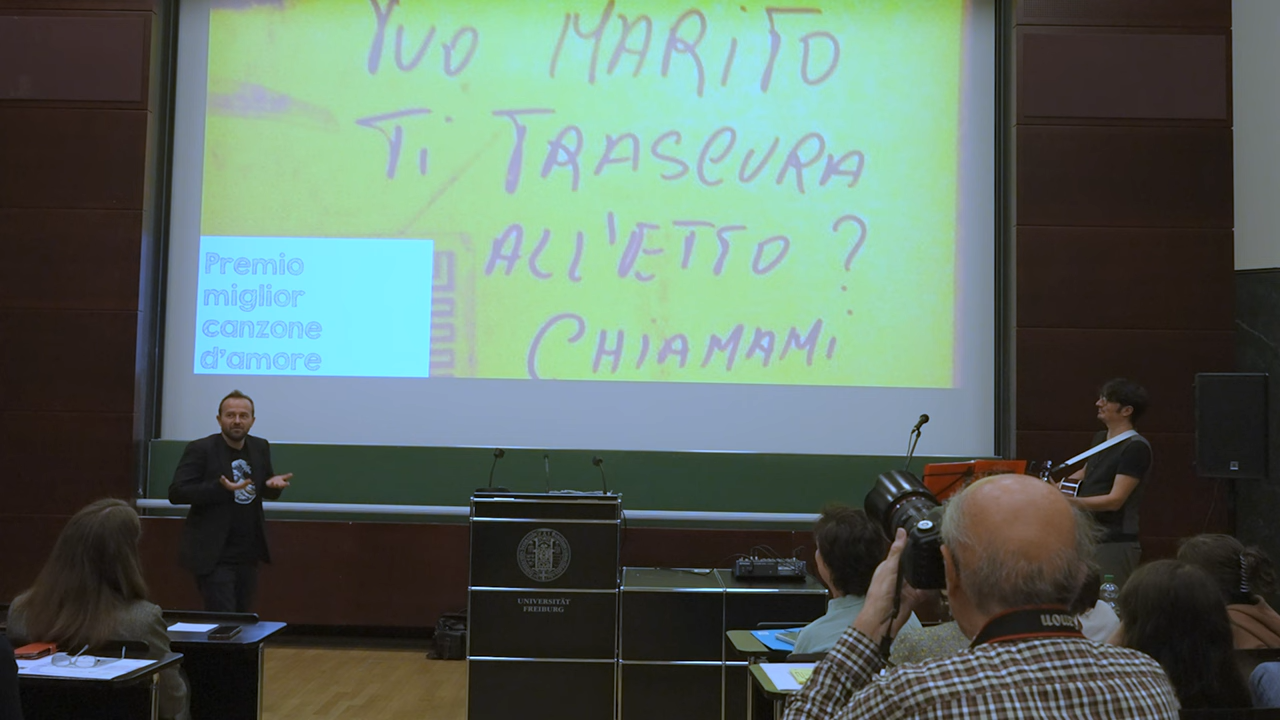 TUO MARITO
TI TRASCURA
ALL'ETTO?
CHIAMAMI
Premio
miglior
canzone
d'amore
UNIVERSITÄT
FREIBURG